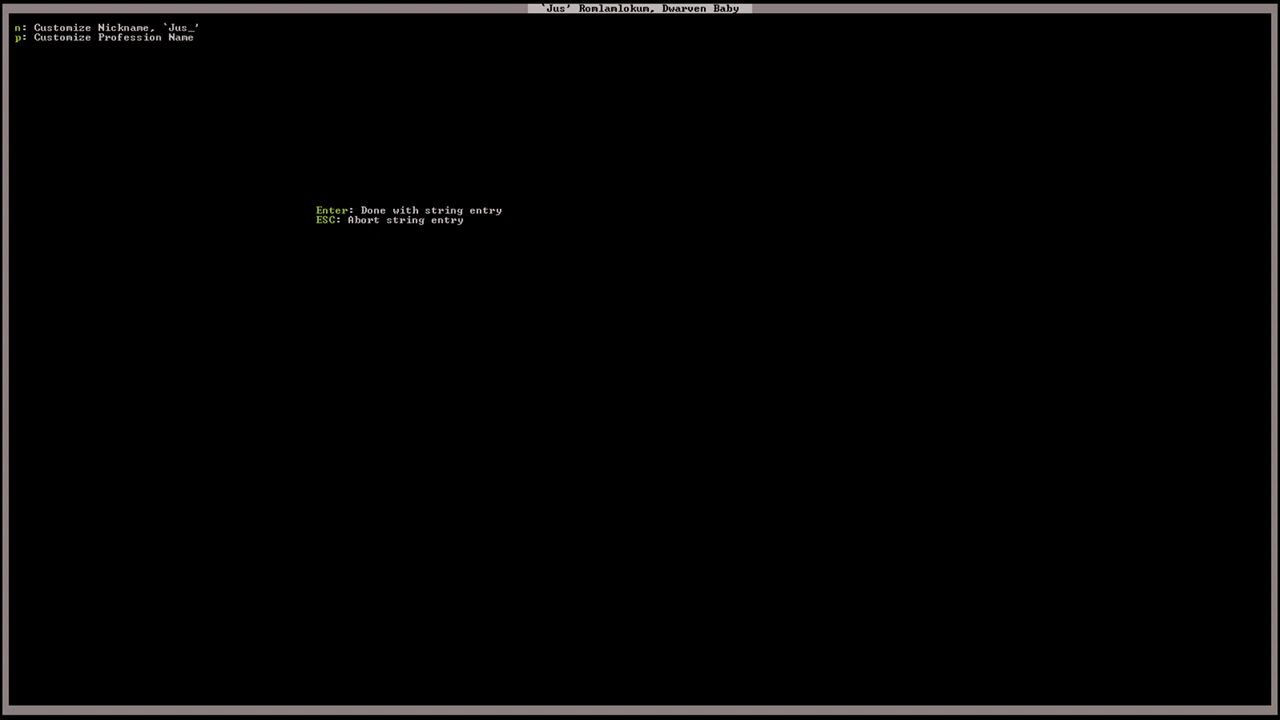 `Jus' Romlamlokum, Dwarven Baby
n: Customize Nickname, `Jus_'
p: Customize Profession Name
Enter: Done with string entry
ESC: Abort string entry